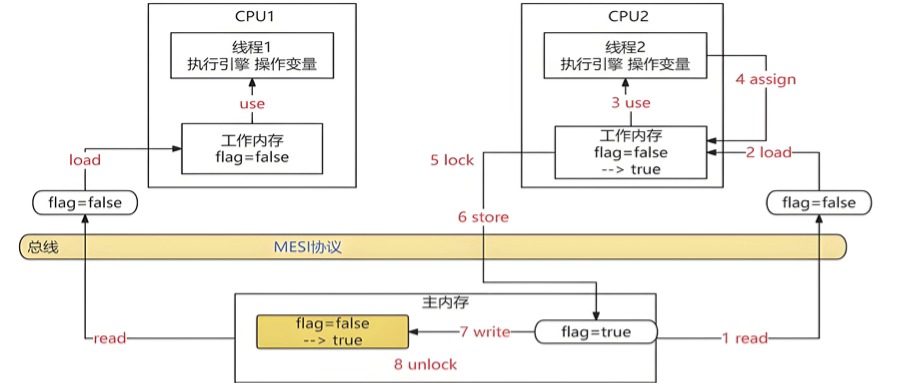 CPU1
线程1
执行引擎 操作变量
use
工作内存
flag=false
load
flag=false
CPU2
线程2
执行引擎 操作变量
4 assign
3 use
工作内存
flag=false
--> true
5 lock
2 load
6 store
flag=false
总线
MESI协议
主内存
flag=false
--> true
7 write
flag=true
read
1 read
8 unlock